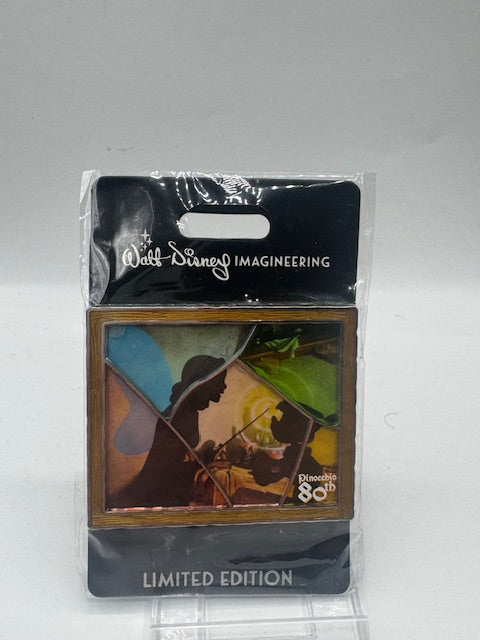 Walt Disney IMAGINEERING
Pinocchio
80th
LIMITED EDITION